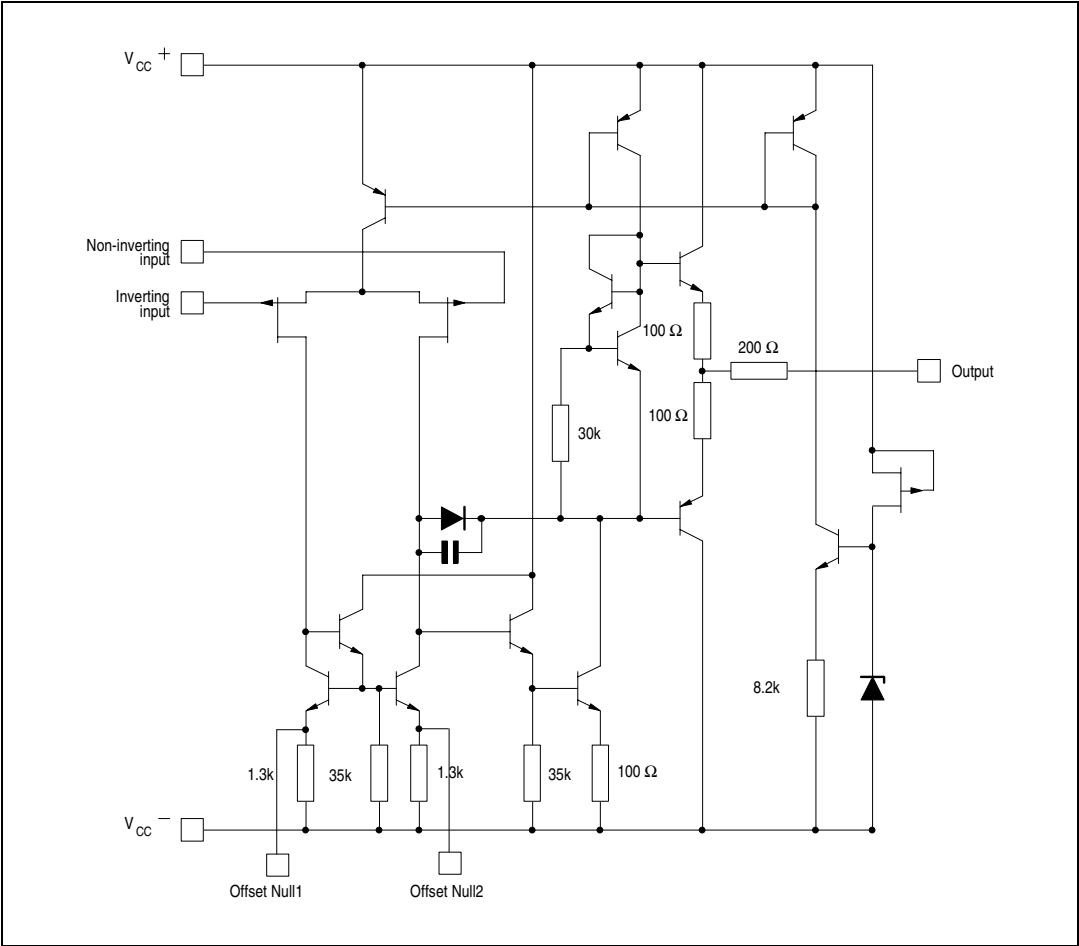 V CC +
Non-inverting
input
Inverting
input
100 Ω
200 Ω
Output
100 Ω
30k
8.2k
1.3k
35k
1.3k
35k
100 Ω
V CC −
Offset Null1
Offset Null2